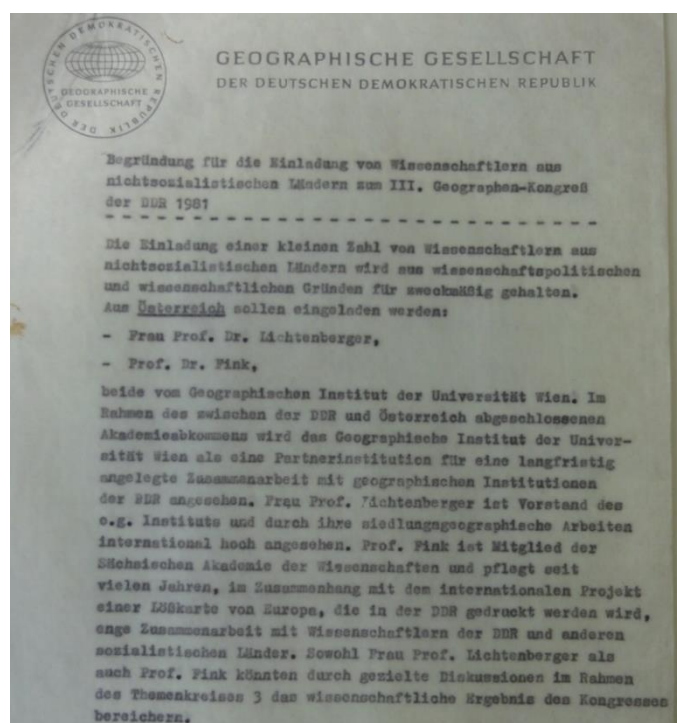 GEOGRAPHISCHE GESELLSCHAFT
DER DEUTSCHEN DEMOKRATISCHEN REPUBLIK
GEOGRAPHISCHE
GESELLSCHAFT
DER DEUTSCHEN DEMOKRATISCHEN REPUBLIK
Begründung für die Einladung von Wissenschaftlern aus
nichtsozialistischen Ländern zum III. Geographen-Kongreß
der DDR 1981
- - - - - - - - - - - - - - - - - - - - - - - - - - - - -
Die Einladung einer kleinen Zahl von Wissenschaftlern aus
nichtsozialistischen Ländern wird aus wissenschaftspolitischen
und wissenschaftlichen Gründen für zweckmäßig gehalten.
Aus Österreich sollen eingeladen werden:
- Frau Prof. Dr. Lichtenberger,
- Prof. Dr. Fink,
beide vom Geographischen Institut der Universität Wien. Im
Rahmen des zwischen der DDR und Österreich abgeschlossenen
Akademieabkommens wird das Geographische Institut der Univer-
sität Wien als eine Partnerinstitution für eine langfristig
angelegte Zusammenarbeit mit geographischen Institutionen
der DDR angesehen. Frau Prof. Lichtenberger ist Vorstand des
o.g. Instituts und durch ihre siedlungsgeographische Arbeiten
international hoch angesehen. Prof. Fink ist Mitglied der
Sächsischen Akademie der Wissenschaften und pflegt seit
vielen Jahren, im Zusammenhang mit dem internationalen Projekt
einer Lößkarte von Europa, die in der DDR gedruckt werden wird,
enge Zusammenarbeit mit Wissenschaftlern der DDR und anderen
sozialistischen Länder. Sowohl Frau Prof. Lichtenberger als
auch Prof. Fink könnten durch gezielte Diskussionen im Rahmen
des Themenkreises 3 das wissenschaftliche Ergebnis des Kongresses
bereichern.